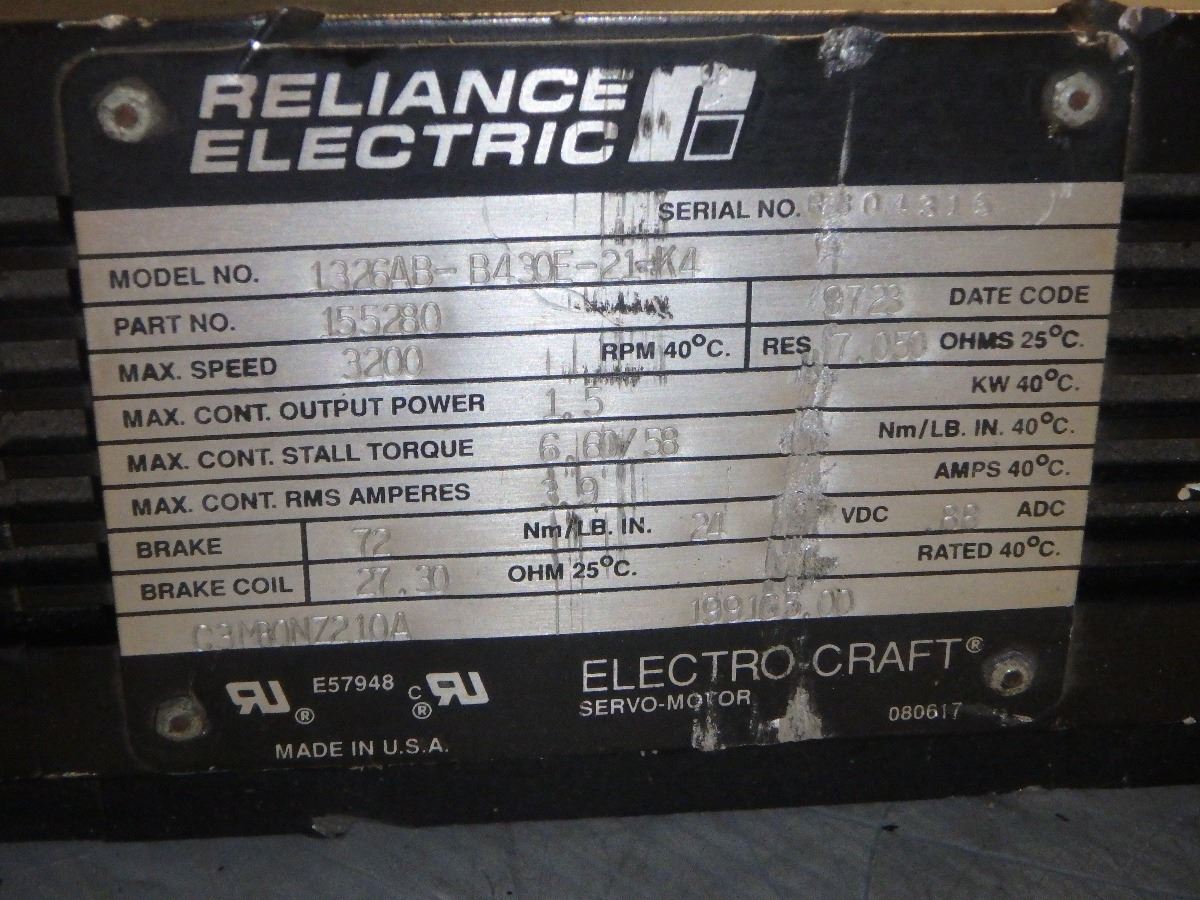 RELIANCE
ELECTRIC
SERIAL NO.
MODEL NO. 1326AB-B430E-21-K4
PART NO. 155280 9723 DATE CODE
MAX. SPEED 3200 RPM 40°C. RES. 17.050 OHMS 25°C.
MAX. CONT. OUTPUT POWER 1.5 KW 40°C.
MAX. CONT. STALL TORQUE 6.60/58 Nm/LB. IN. 40°C.
MAX. CONT. RMS AMPERES 3.9 AMPS 40°C.
BRAKE 72 Nm/LB. IN. 24 VDC .88 ADC
BRAKE COIL 27.30 OHM 25°C. RATED 40°C.
ELECTRO-CRAFT®
SERVO-MOTOR
080617
RU® E57948 C RU®
MADE IN U.S.A.